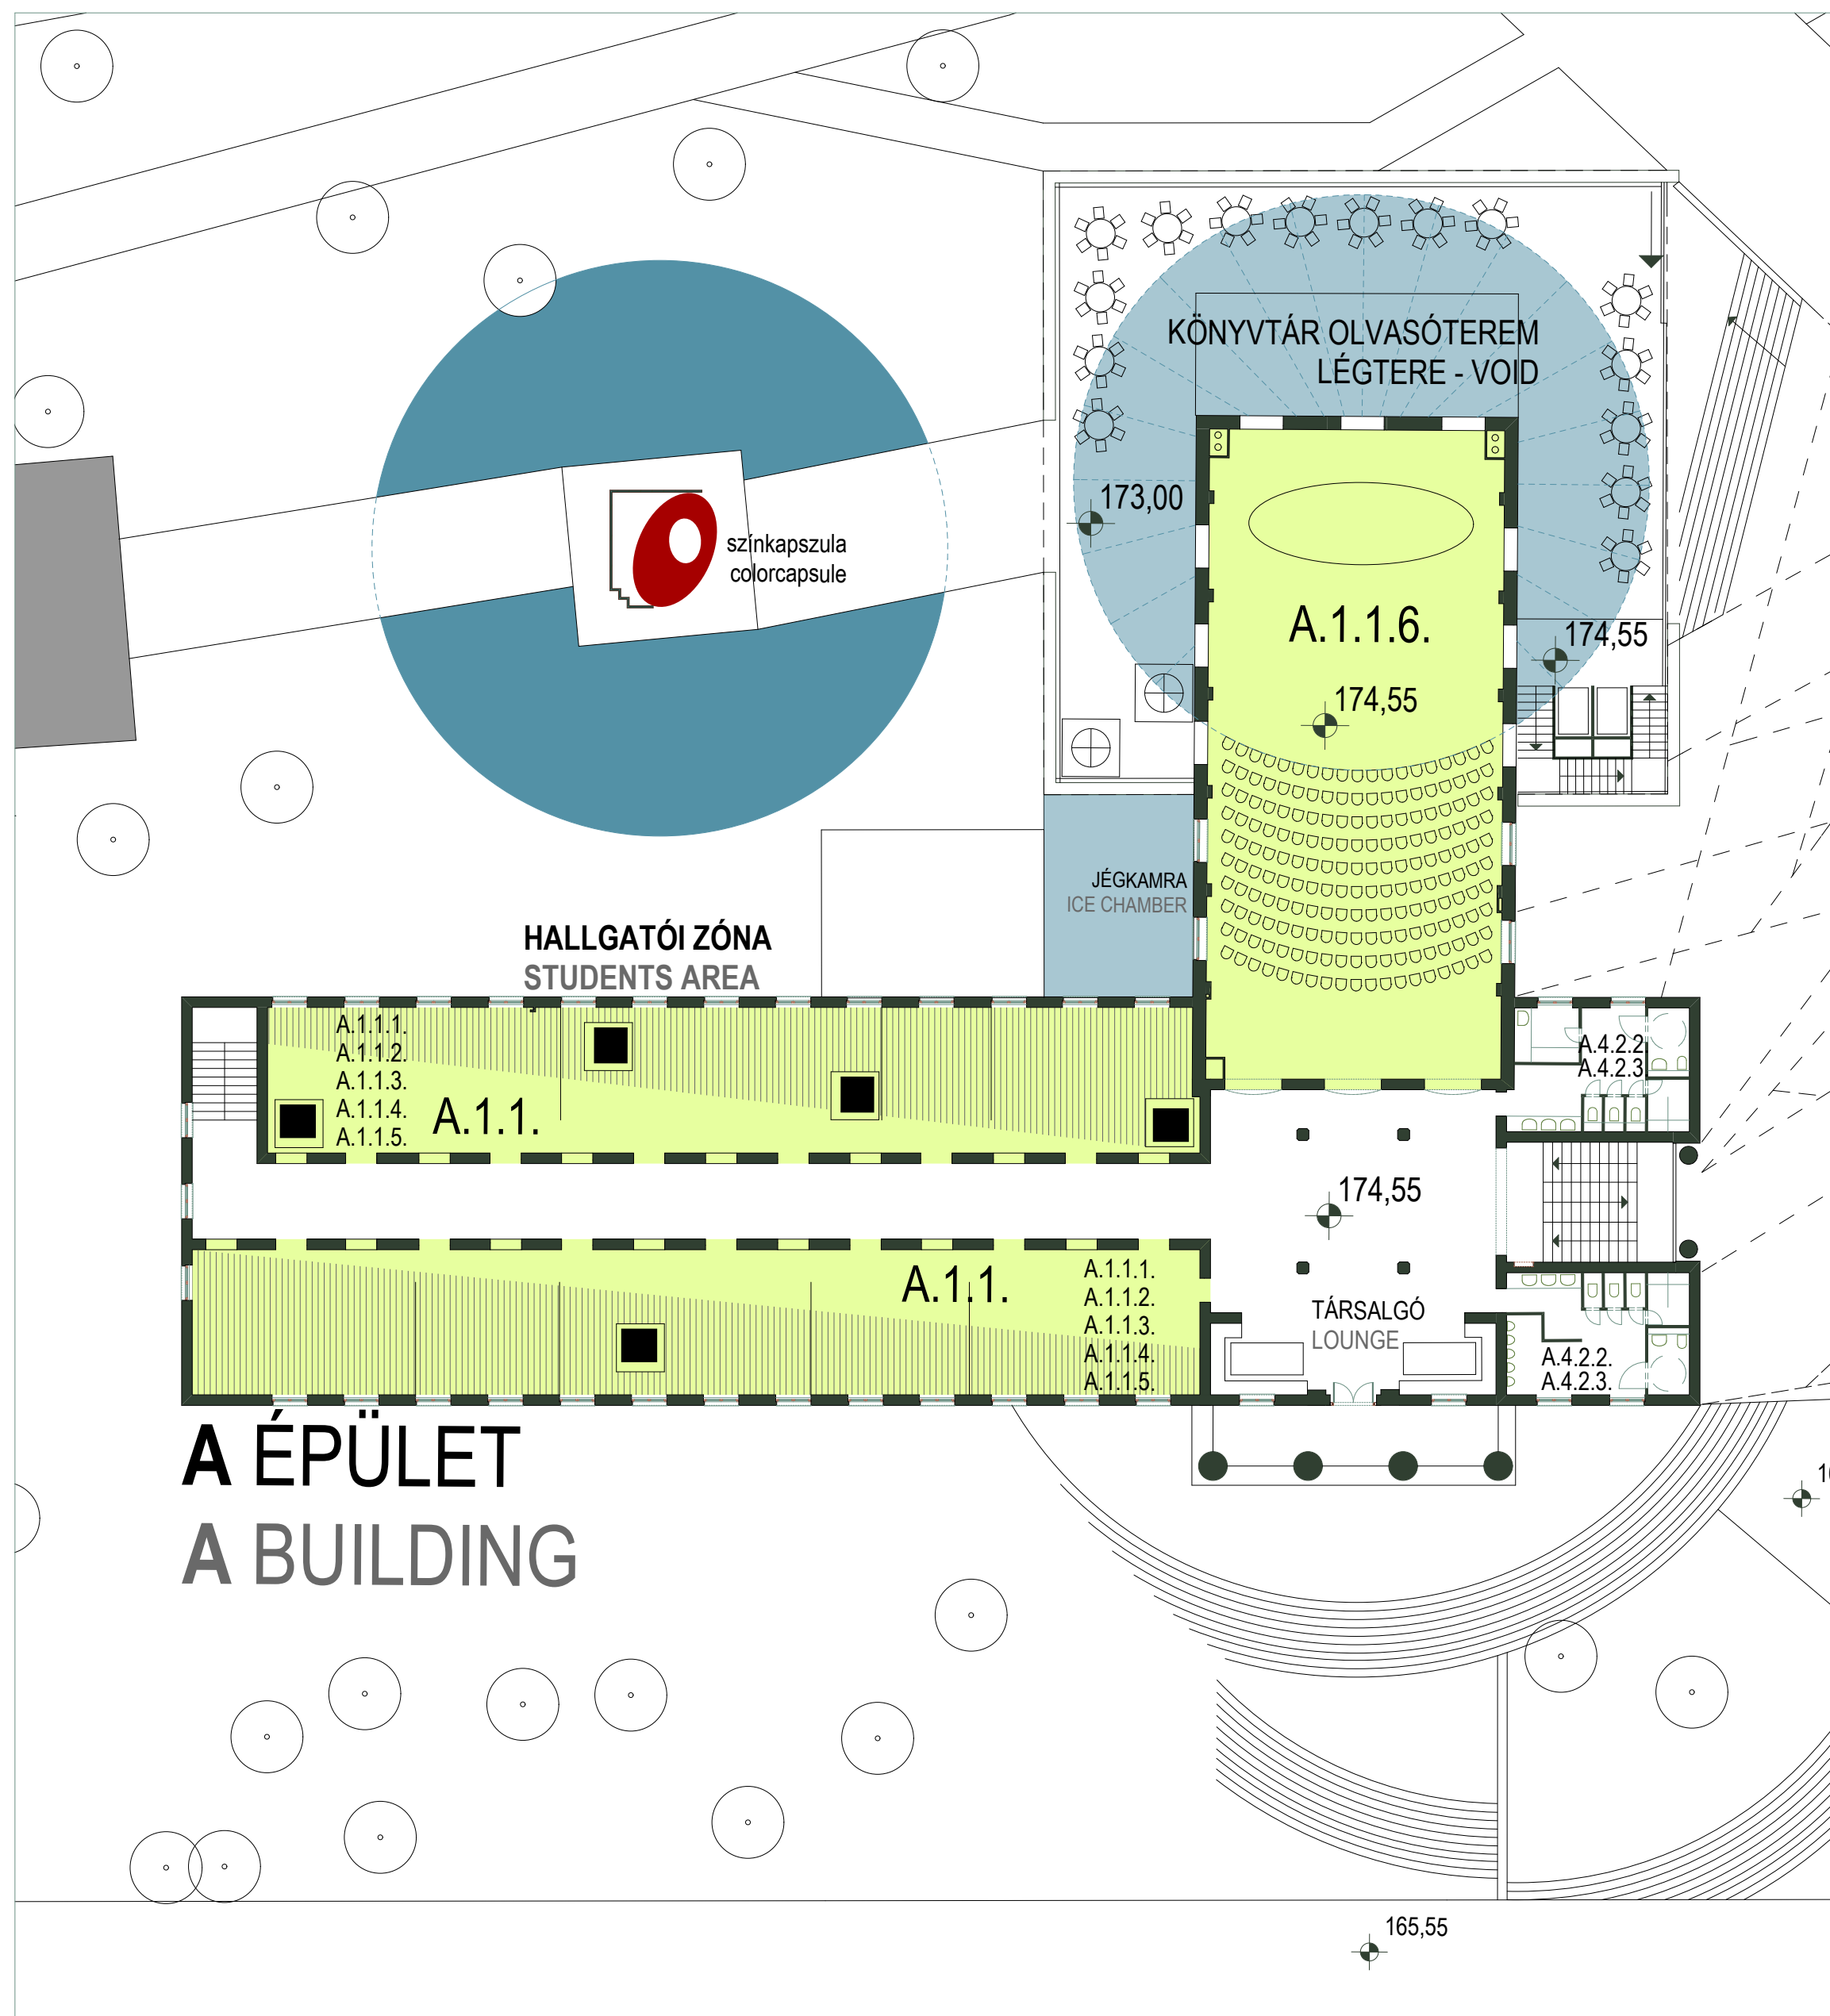 KÖNYVTÁR OLVASÓTEREM
LÉGTERE - VOID
173,00
színkapszula
colorcapsule
A.1.1.6.
174,55
174,55
JÉGKAMRA
ICE CHAMBER
HALLGATÓI ZÓNA
STUDENTS AREA
A.1.1.1.
A.1.1.2.
A.1.1.3.
A.1.1.4.
A.1.1.5.
A.1.1.
A.4.2.2
A.4.2.3
174,55
A.1.1.
A.1.1.1.
A.1.1.2.
A.1.1.3.
A.1.1.4.
A.1.1.5.
TÁRSALGÓ
LOUNGE
A.4.2.2.
A.4.2.3.
A ÉPÜLET
A BUILDING
165,55